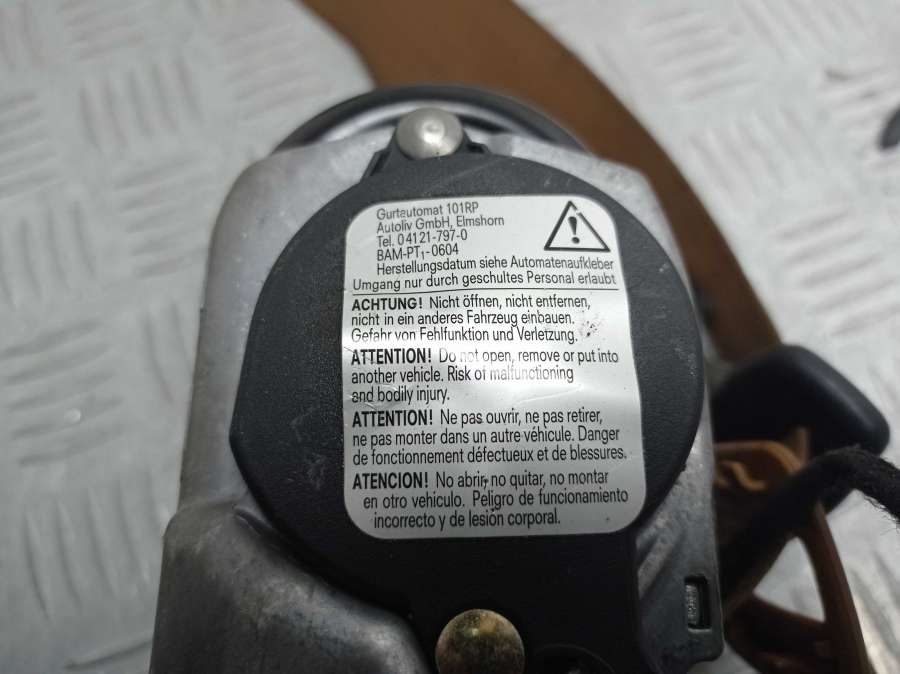 Gurtautomat 101RP
Autoliv GmbH, Elmshorn
Tel. 04121-797-0
BAM-PT₁-0604
Herstellungsdatum siehe Automatenaufkleber
Umgang nur durch geschultes Personal erlaubt
ACHTUNG! Nicht öffnen, nicht entfernen,
nicht in ein anderes Fahrzeug einbauen.
Gefahr von Fehlfunktion und Verletzung.
ATTENTION! Do not open, remove or put into
another vehicle. Risk of malfunctioning
and bodily injury.
ATTENTION! Ne pas ouvrir, ne pas retirer,
ne pas monter dans un autre véhicule. Danger
de fonctionnement défectueux et de blessures.
ATENCION! No abrir, no quitar, no montar
en otro vehiculo. Peligro de funcionamiento
incorrecto y de lesión corporal.